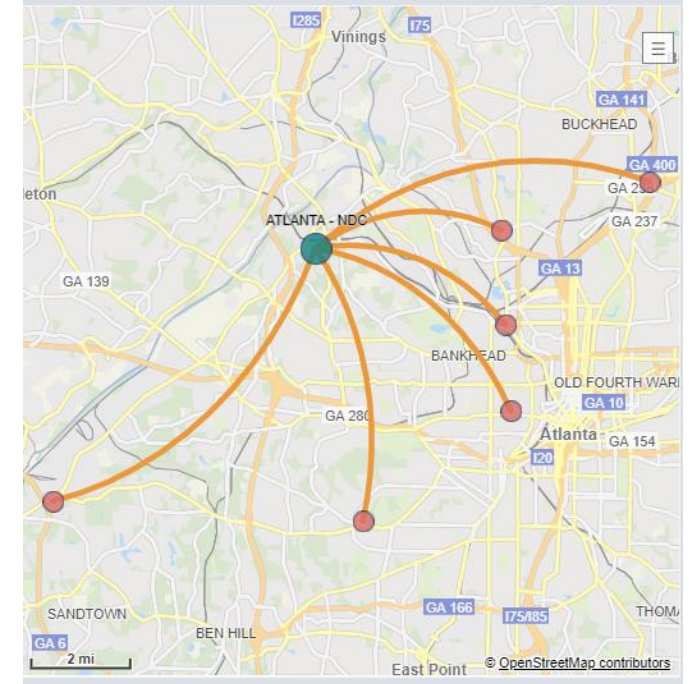 I285
I75
Vinings
☰
GA 141
BUCKHEAD
GA 400
leton
ATLANTA - NDC
GA 237
GA 13
GA 139
BANKHEAD
OLD FOURTH WARI
GA 10
GA 280
Atlanta
GA 154
I20
SANDTOWN
GA 166
I75/I85
THOM
BEN HILL
GA 6
2 mi
East Point
© OpenStreetMap contributors